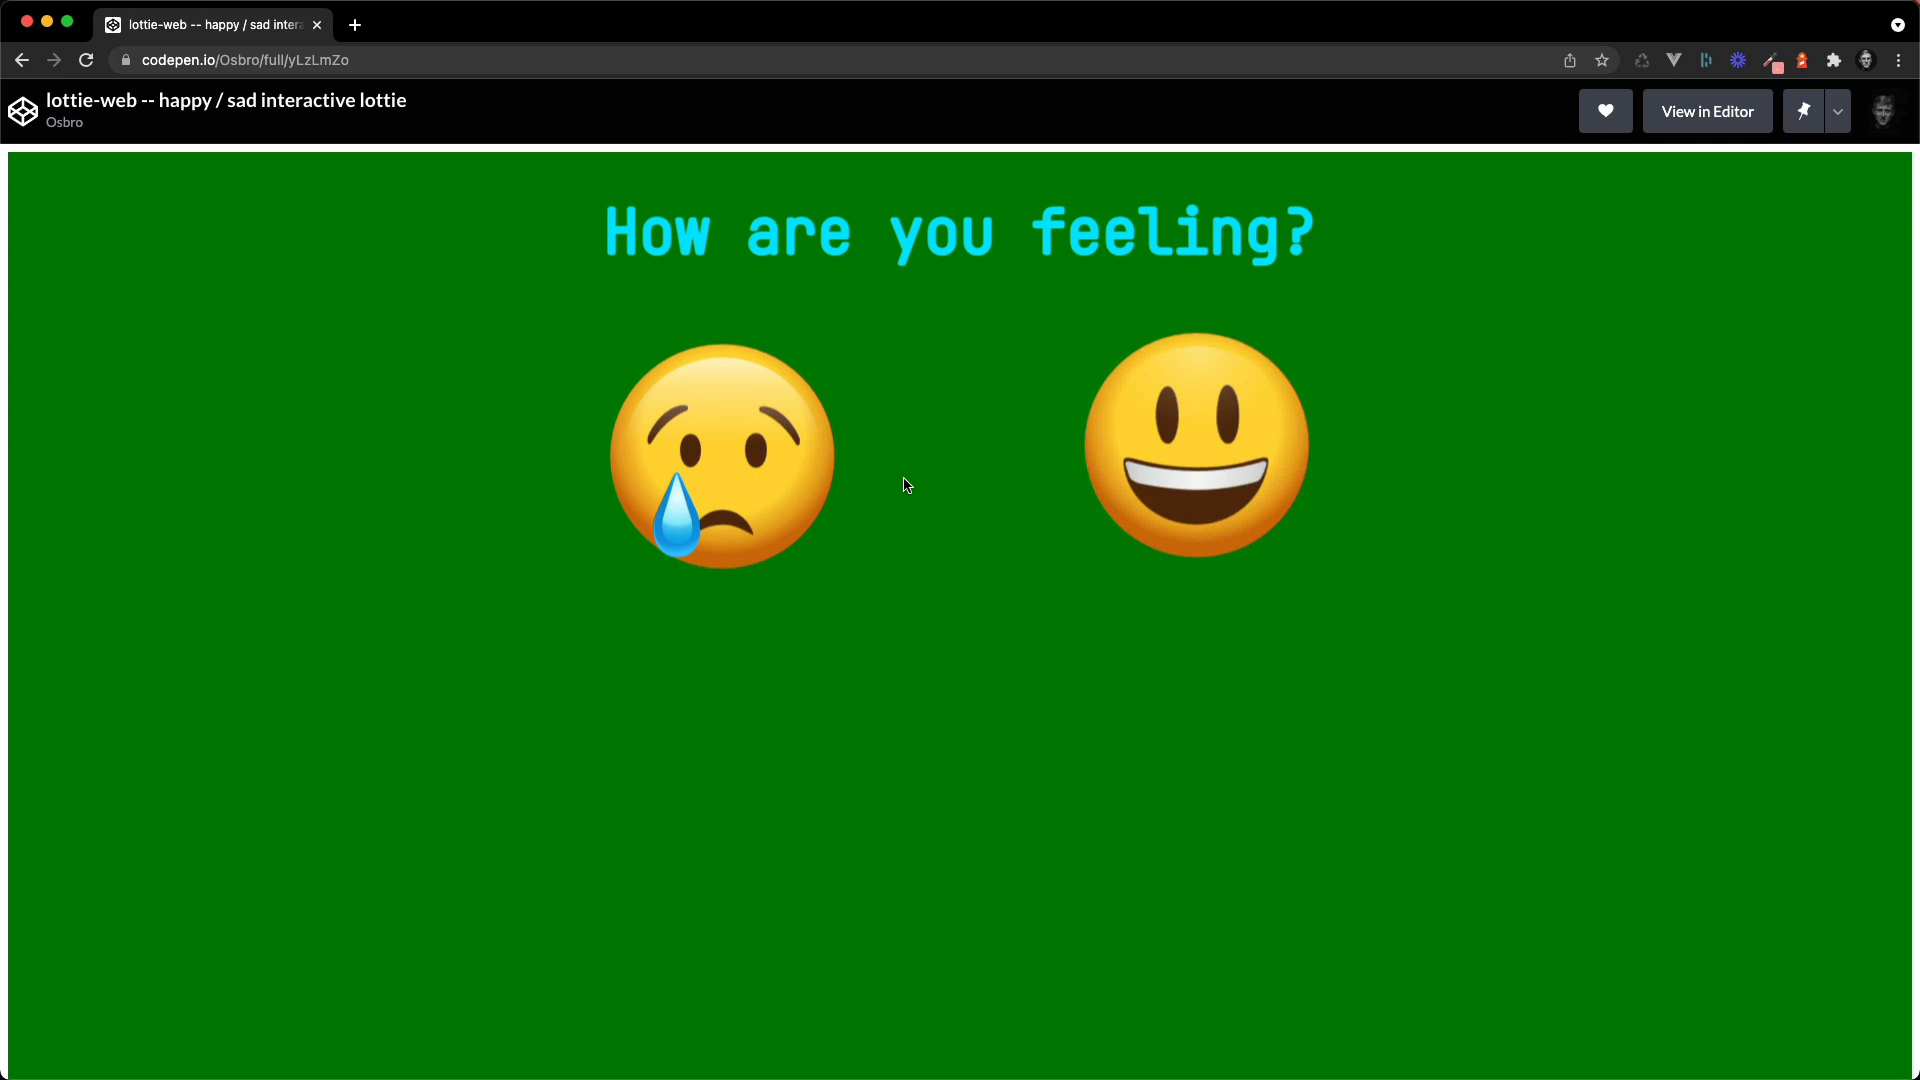 lottie-web -- happy / sad inter
codepen.io/Osbro/full/yLzLmZo
lottie-web -- happy / sad interactive lottie
Osbro
View in Editor
How are you feeling?